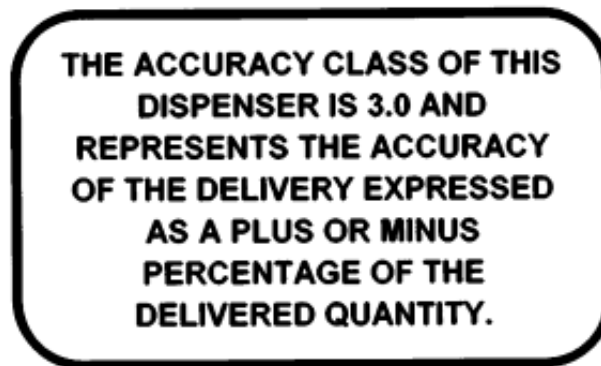 THE ACCURACY CLASS OF THIS
DISPENSER IS 3.0 AND
REPRESENTS THE ACCURACY
OF THE DELIVERY EXPRESSED
AS A PLUS OR MINUS
PERCENTAGE OF THE
DELIVERED QUANTITY.